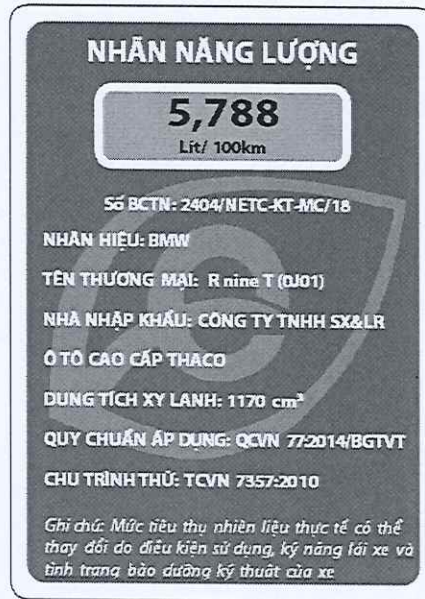 NHÃN NĂNG LƯỢNG
5,788
Lít/ 100km
Số BCTN: 2404/NETC-KT-MC/18
NHÃN HIỆU: BMW
TÊN THƯƠNG MẠI: R nine T (0J01)
NHÀ NHẬP KHẨU: CÔNG TY TNHH SX&LR
Ô TÔ CAO CẤP THACO
DUNG TÍCH XY LANH: 1170 cm³
QUY CHUẨN ÁP DỤNG: QCVN 77:2014/BGTVT
CHU TRÌNH THỬ: TCVN 7357:2010
Ghi chú: Mức tiêu thụ nhiên liệu thực tế có thể
thay đổi do điều kiện sử dụng, kỹ năng lái xe và
tình trạng bảo dưỡng kỹ thuật của xe